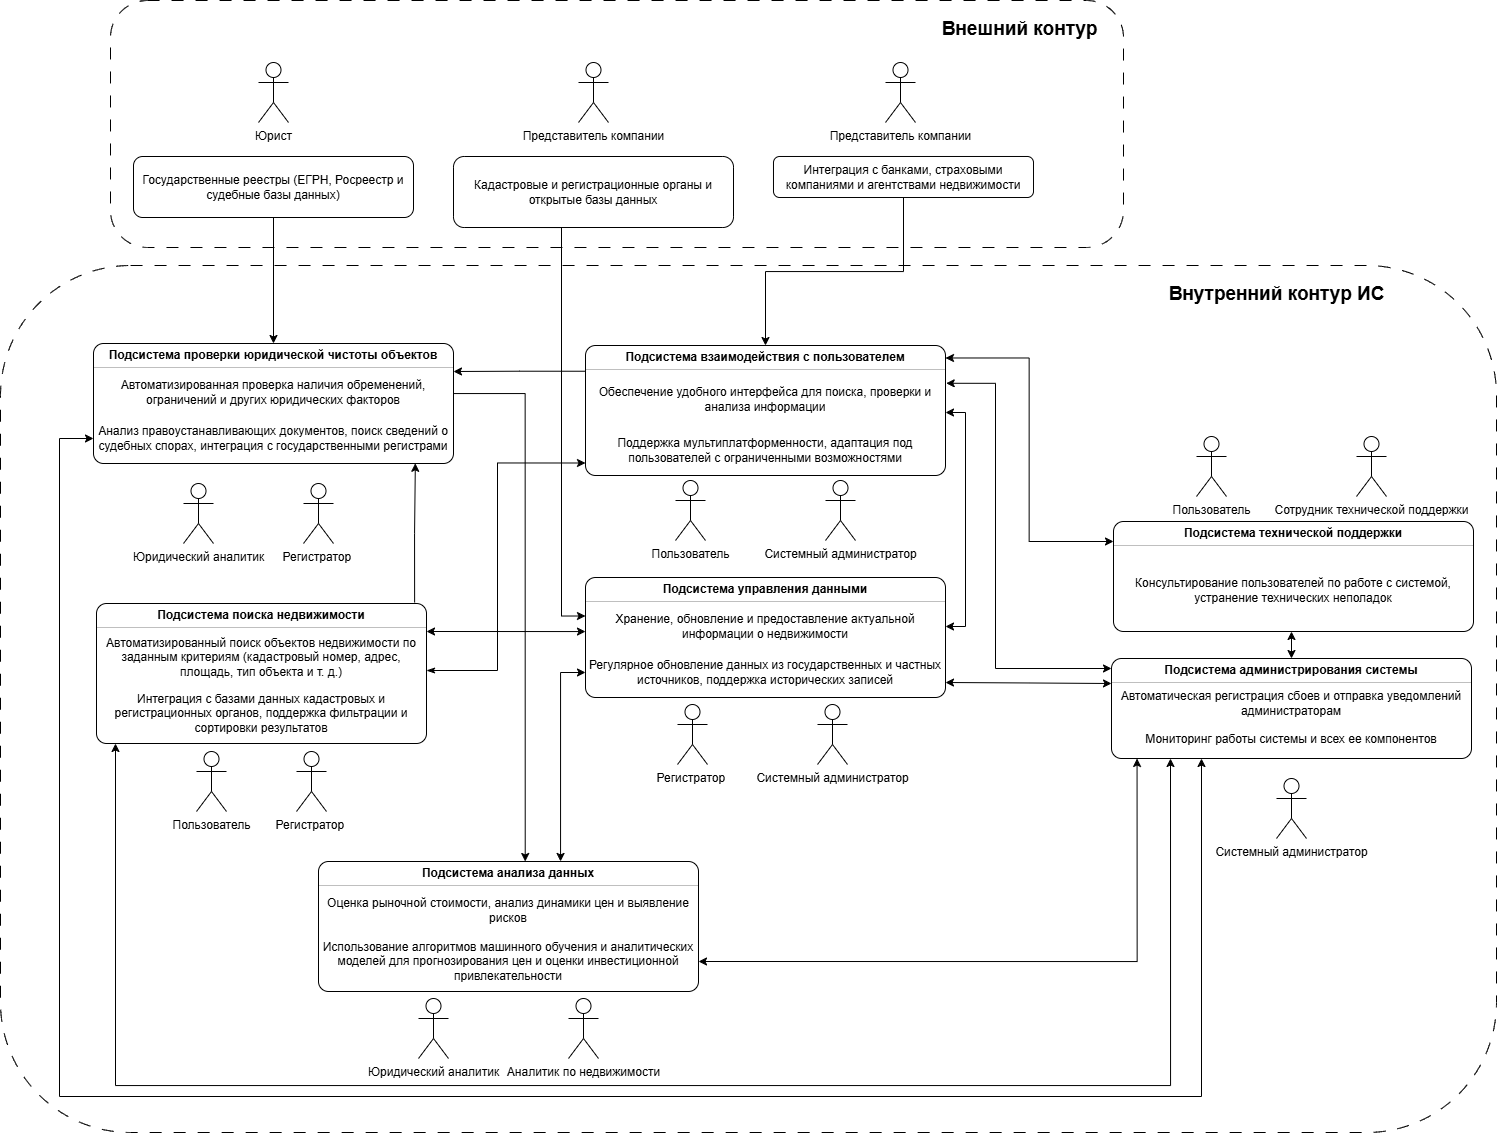 Внешний контур
Юрист
Представитель компании
Представитель компании
Государственные реестры (ЕГРН, Росреестр и
судебные базы данных)
Кадастровые и регистрационные органы и
открытые базы данных
Интеграция с банками, страховыми
компаниями и агентствами недвижимости
Внутренний контур ИС
Подсистема проверки юридической чистоты объектов
Автоматизированная проверка наличия обременений,
ограничений и других юридических факторов
Анализ правоустанавливающих документов, поиск сведений о
судебных спорах, интеграция с государственными регистрами
Юридический аналитик
Регистратор
Подсистема взаимодействия с пользователем
Обеспечение удобного интерфейса для поиска, проверки и
анализа информации
Поддержка мультиплатформенности, адаптация под
пользователей с ограниченными возможностями
Пользователь
Системный администратор
Пользователь
Сотрудник технической поддержки
Подсистема технической поддержки
Консультирование пользователей по работе с системой,
устранение технических неполадок
Подсистема поиска недвижимости
Автоматизированный поиск объектов недвижимости по
заданным критериям (кадастровый номер, адрес,
площадь, тип объекта и т. д.)
Интеграция с базами данных кадастровых и
регистрационных органов, поддержка фильтрации и
сортировки результатов
Пользователь
Регистратор
Подсистема управления данными
Хранение, обновление и предоставление актуальной
информации о недвижимости
Регулярное обновление данных из государственных и частных
источников, поддержка исторических записей
Регистратор
Системный администратор
Подсистема администрирования системы
Автоматическая регистрация сбоев и отправка уведомлений
администраторам
Мониторинг работы системы и всех ее компонентов
Системный администратор
Подсистема анализа данных
Оценка рыночной стоимости, анализ динамики цен и выявление
рисков
Использование алгоритмов машинного обучения и аналитических
моделей для прогнозирования цен и оценки инвестиционной
привлекательности
Юридический аналитик
Аналитик по недвижимости